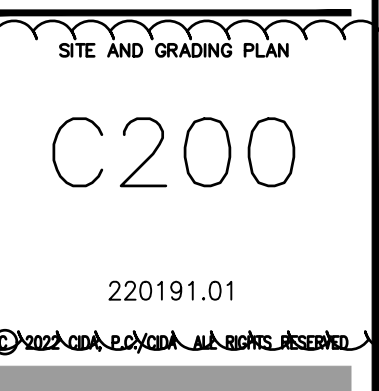 SITE AND GRADING PLAN
C200
220191.01
© 2022 CIDA, P.C./CIDA ALL RIGHTS RESERVED